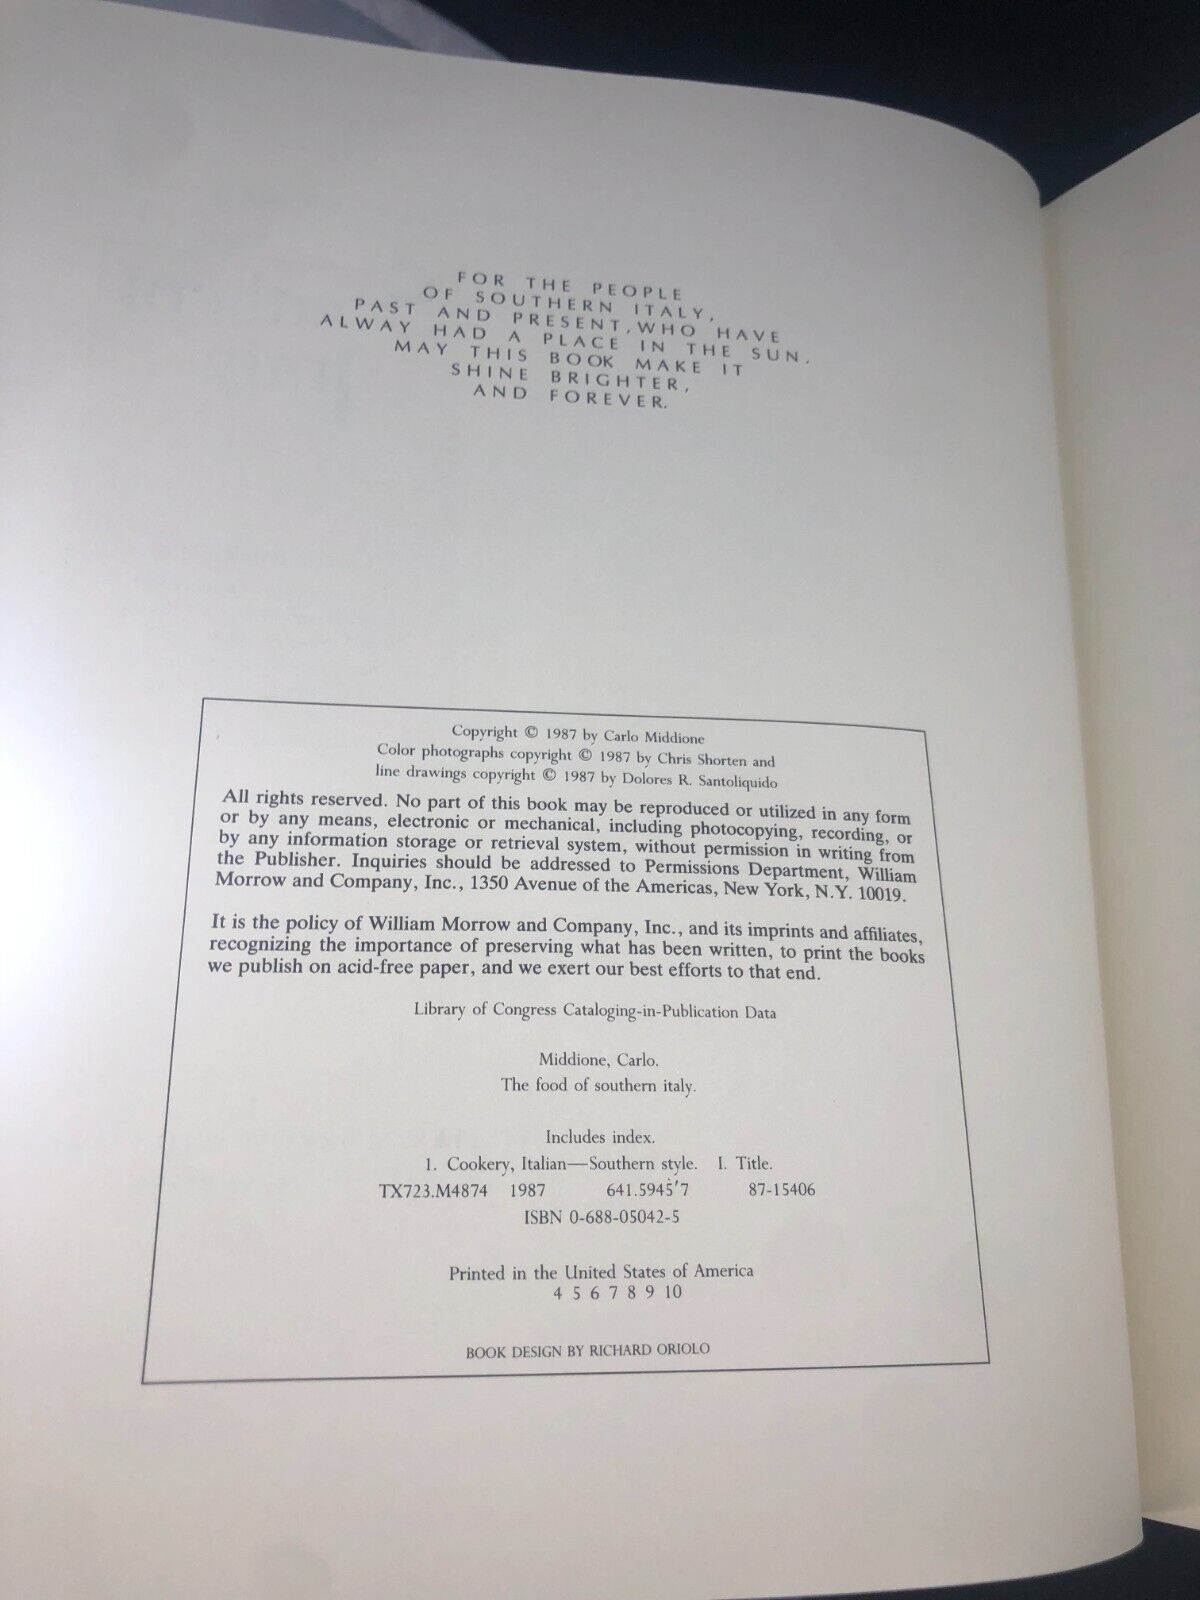 FOR THE PEOPLE
OF SOUTHERN ITALY,
PAST AND PRESENT, WHO HAVE
ALWAY HAD A PLACE IN THE SUN.
MAY THIS BOOK MAKE IT
SHINE BRIGHTER,
AND FOREVER.
Copyright © 1987 by Carlo Middione
Color photographs copyright © 1987 by Chris Shorten and
line drawings copyright © 1987 by Dolores R. Santoliquido
All rights reserved. No part of this book may be reproduced or utilized in any form
or by any means, electronic or mechanical, including photocopying, recording, or
by any information storage or retrieval system, without permission in writing from
the Publisher. Inquiries should be addressed to Permissions Department, William
Morrow and Company, Inc., 1350 Avenue of the Americas, New York, N.Y. 10019.
It is the policy of William Morrow and Company, Inc., and its imprints and affiliates,
recognizing the importance of preserving what has been written, to print the books
we publish on acid-free paper, and we exert our best efforts to that end.
Library of Congress Cataloging-in-Publication Data
Middione, Carlo.
The food of southern italy.
Includes index.
1. Cookery, Italian—Southern style. I. Title.
TX723.M4874 1987 641.5945′7 87-15406
ISBN 0-688-05042-5
Printed in the United States of America
4 5 6 7 8 9 10
BOOK DESIGN BY RICHARD ORIOLO